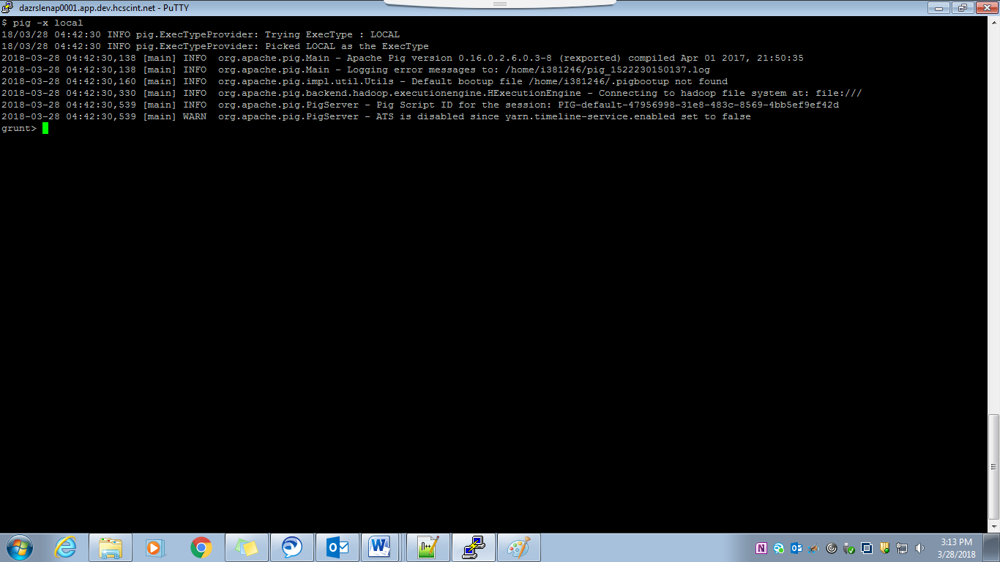 dazrslenap0001.app.dev.hcscint.net - PuTTY
$ pig -x local
18/03/28 04:42:30 INFO pig.ExecTypeProvider: Trying ExecType : LOCAL
18/03/28 04:42:30 INFO pig.ExecTypeProvider: Picked LOCAL as the ExecType
2018-03-28 04:42:30,138 [main] INFO  org.apache.pig.Main - Apache Pig version 0.16.0.2.6.0.3-8 (rexported) compiled Apr 01 2017, 21:50:35
2018-03-28 04:42:30,138 [main] INFO  org.apache.pig.Main - Logging error messages to: /home/i381246/pig_1522230150137.log
2018-03-28 04:42:30,160 [main] INFO  org.apache.pig.impl.util.Utils - Default bootup file /home/i381246/.pigbootup not found
2018-03-28 04:42:30,330 [main] INFO  org.apache.pig.backend.hadoop.executionengine.HExecutionEngine - Connecting to hadoop file system at: file:///
2018-03-28 04:42:30,539 [main] INFO  org.apache.pig.PigServer - Pig Script ID for the session: PIG-default-47956998-31e8-483c-8569-4bb5ef9ef42d
2018-03-28 04:42:30,539 [main] WARN  org.apache.pig.PigServer - ATS is disabled since yarn.timeline-service.enabled set to false
grunt>
3:13 PM
3/28/2018